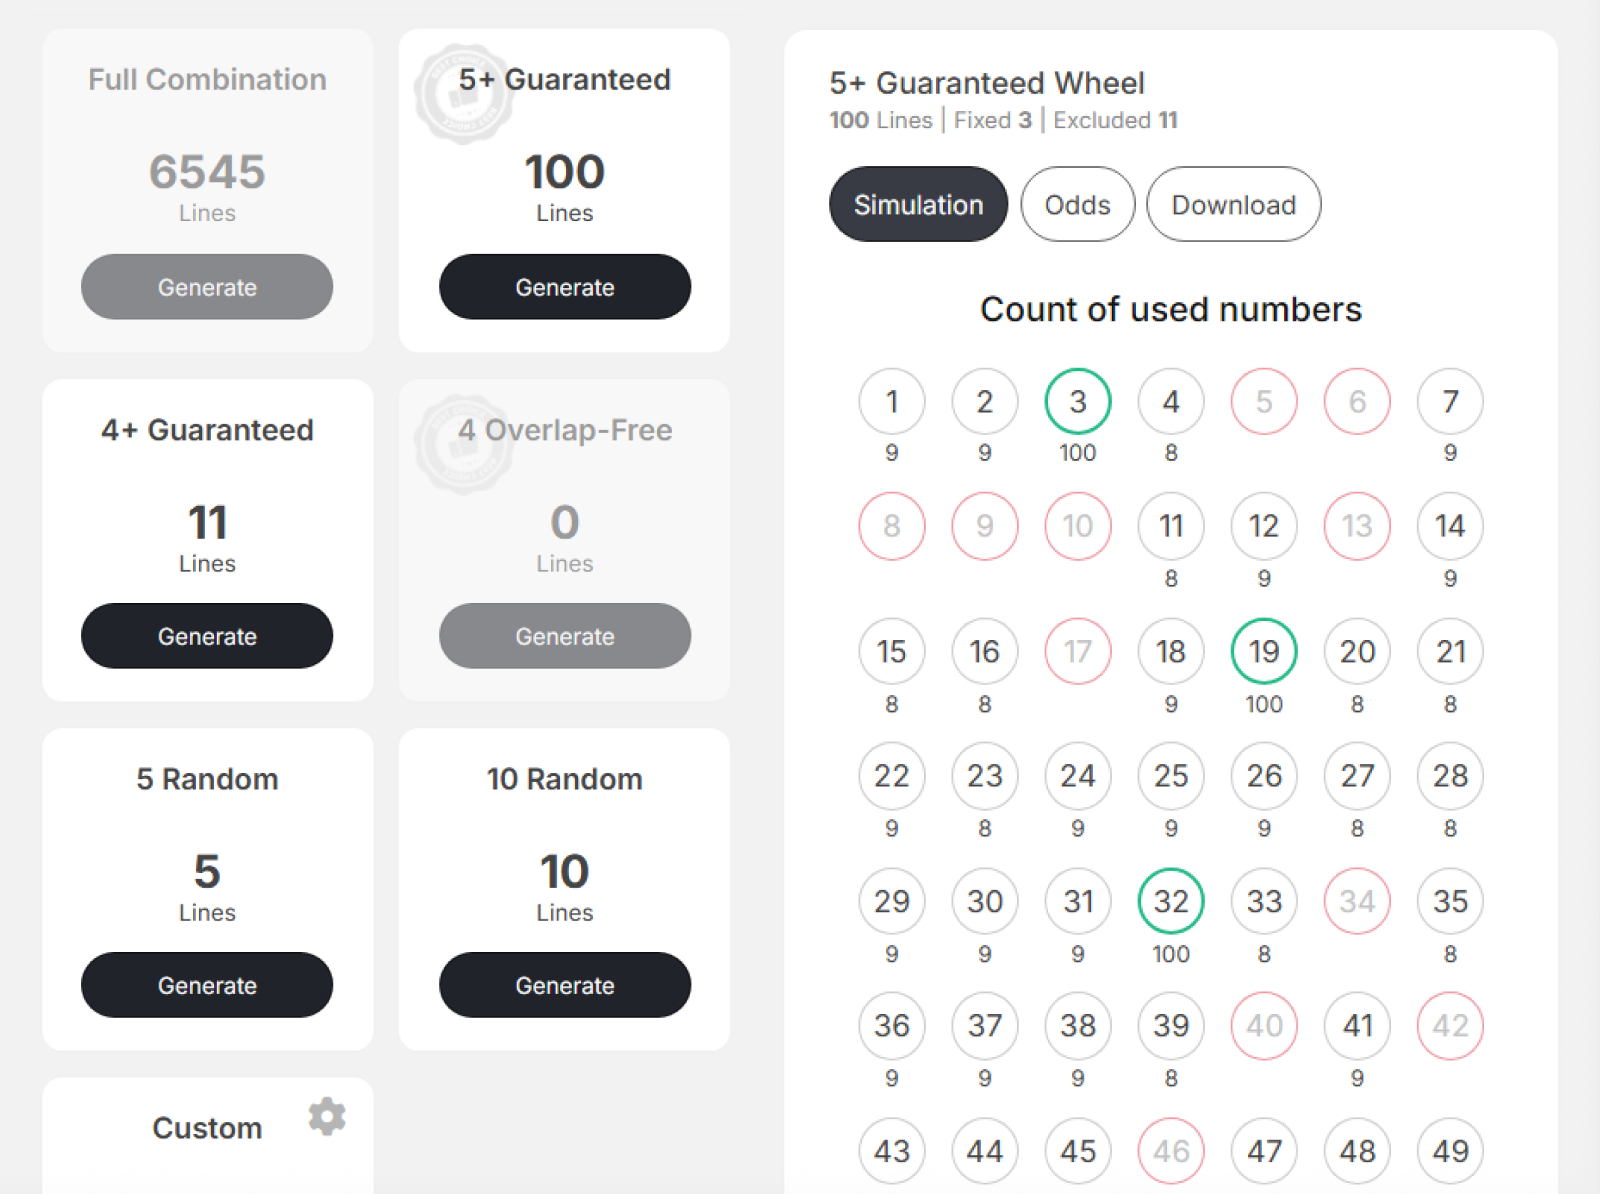 Full Combination
6545
Lines
Generate
BEST CHOICE
BEST CHOICE
5+ Guaranteed
100
Lines
Generate
4+ Guaranteed
11
Lines
Generate
4 Overlap-Free
0
Lines
Generate
5 Random
5
Lines
Generate
10 Random
10
Lines
Generate
Custom
5+ Guaranteed Wheel
100 Lines | Fixed 3 | Excluded 11
Simulation Odds Download
Count of used numbers
1 2 3 4 5 6 7
9 9 100 8 9
8 9 10 11 12 13 14
8 9 9
15 16 17 18 19 20 21
8 8 9 100 8 8
22 23 24 25 26 27 28
9 8 9 9 9 8 8
29 30 31 32 33 34 35
9 9 9 100 8 8
36 37 38 39 40 41 42
9 9 9 8 9
43 44 45 46 47 48 49